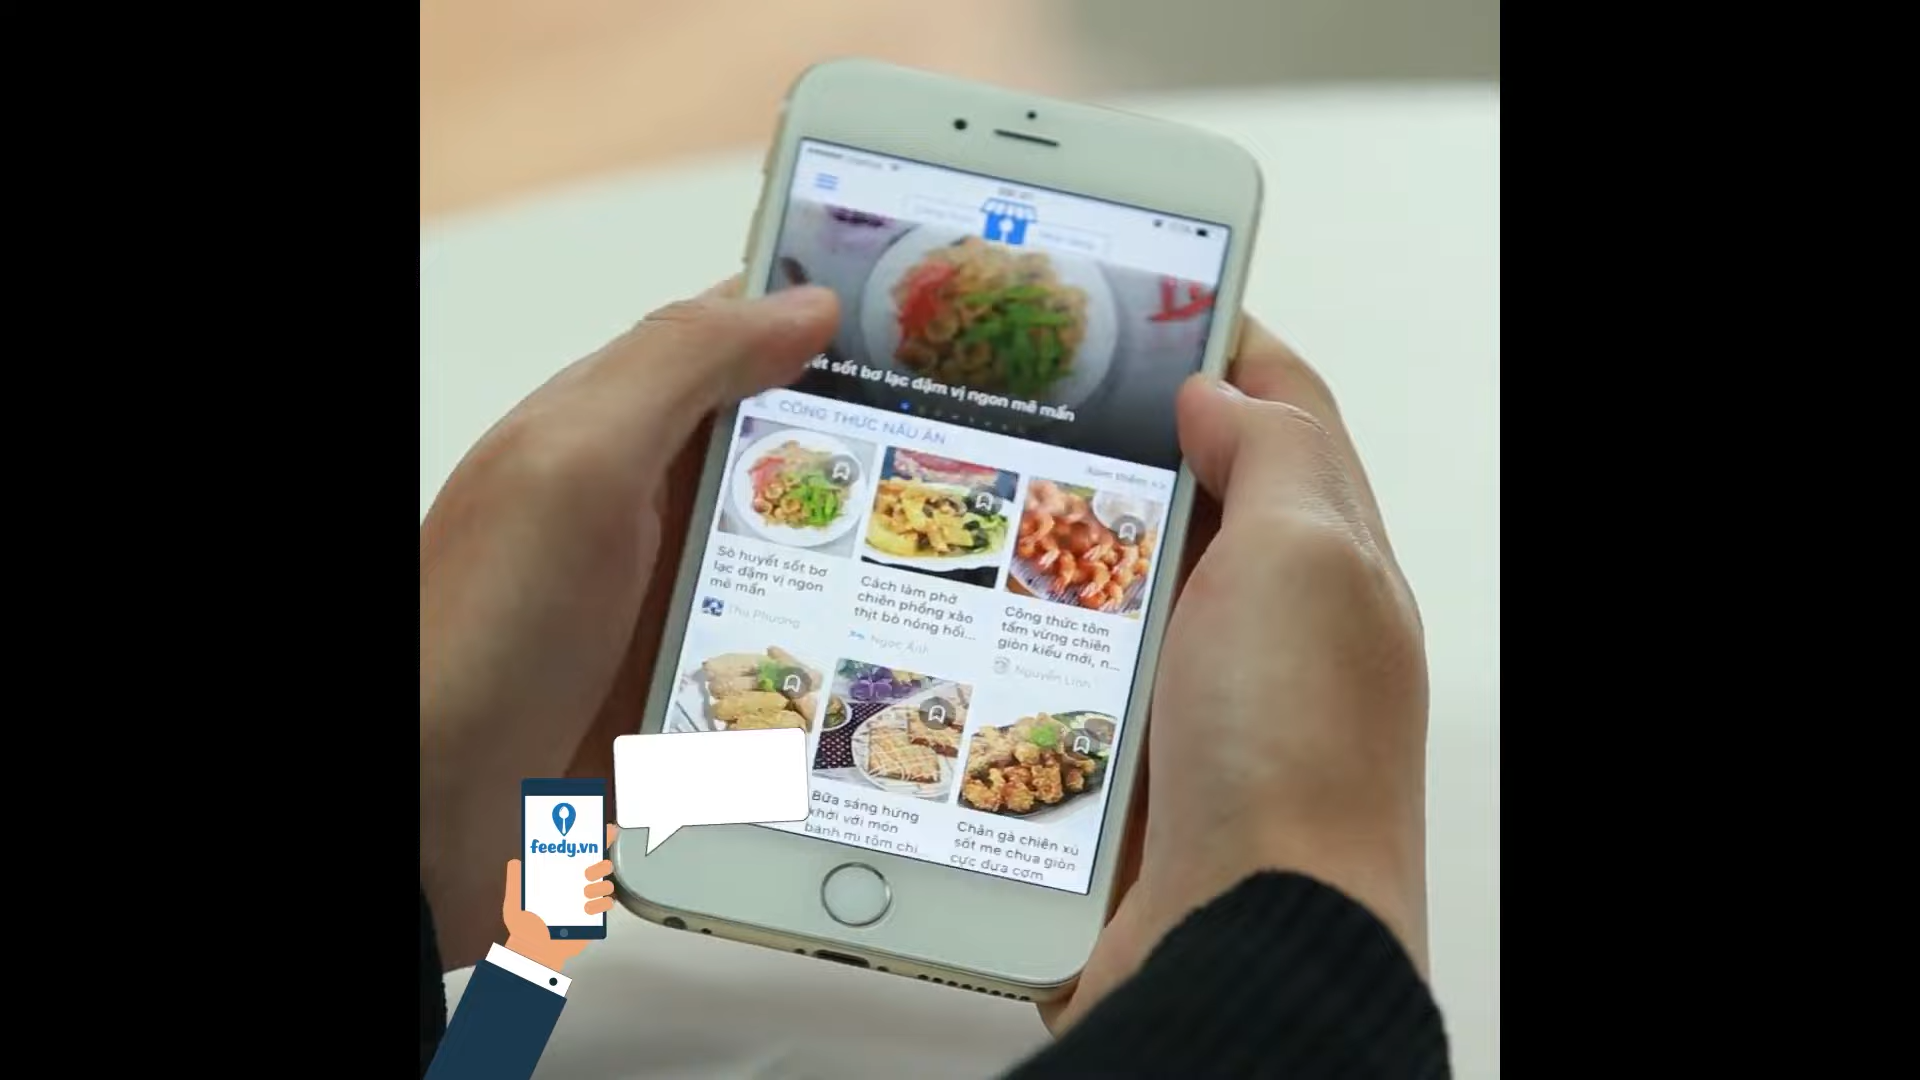 ết sốt bơ lạc đậm vị ngon mê mẩn
CÔNG THỨC NẤU ĂN
Xem thêm >>
Sò huyết sốt bơ
lạc đậm vị ngon
mê mẩn
Thu Phương
Cách làm phở
chiên phồng xào
thịt bò nóng hổi...
Ngọc Ánh
Công thức tôm
tẩm vừng chiên
giòn kiểu mới, n...
Nguyễn Linh
Bữa sáng hứng
khởi với món
bánh mì tôm chi...
Chân gà chiên xù
sốt me chua giòn
cực đưa cơm
feedy.vn